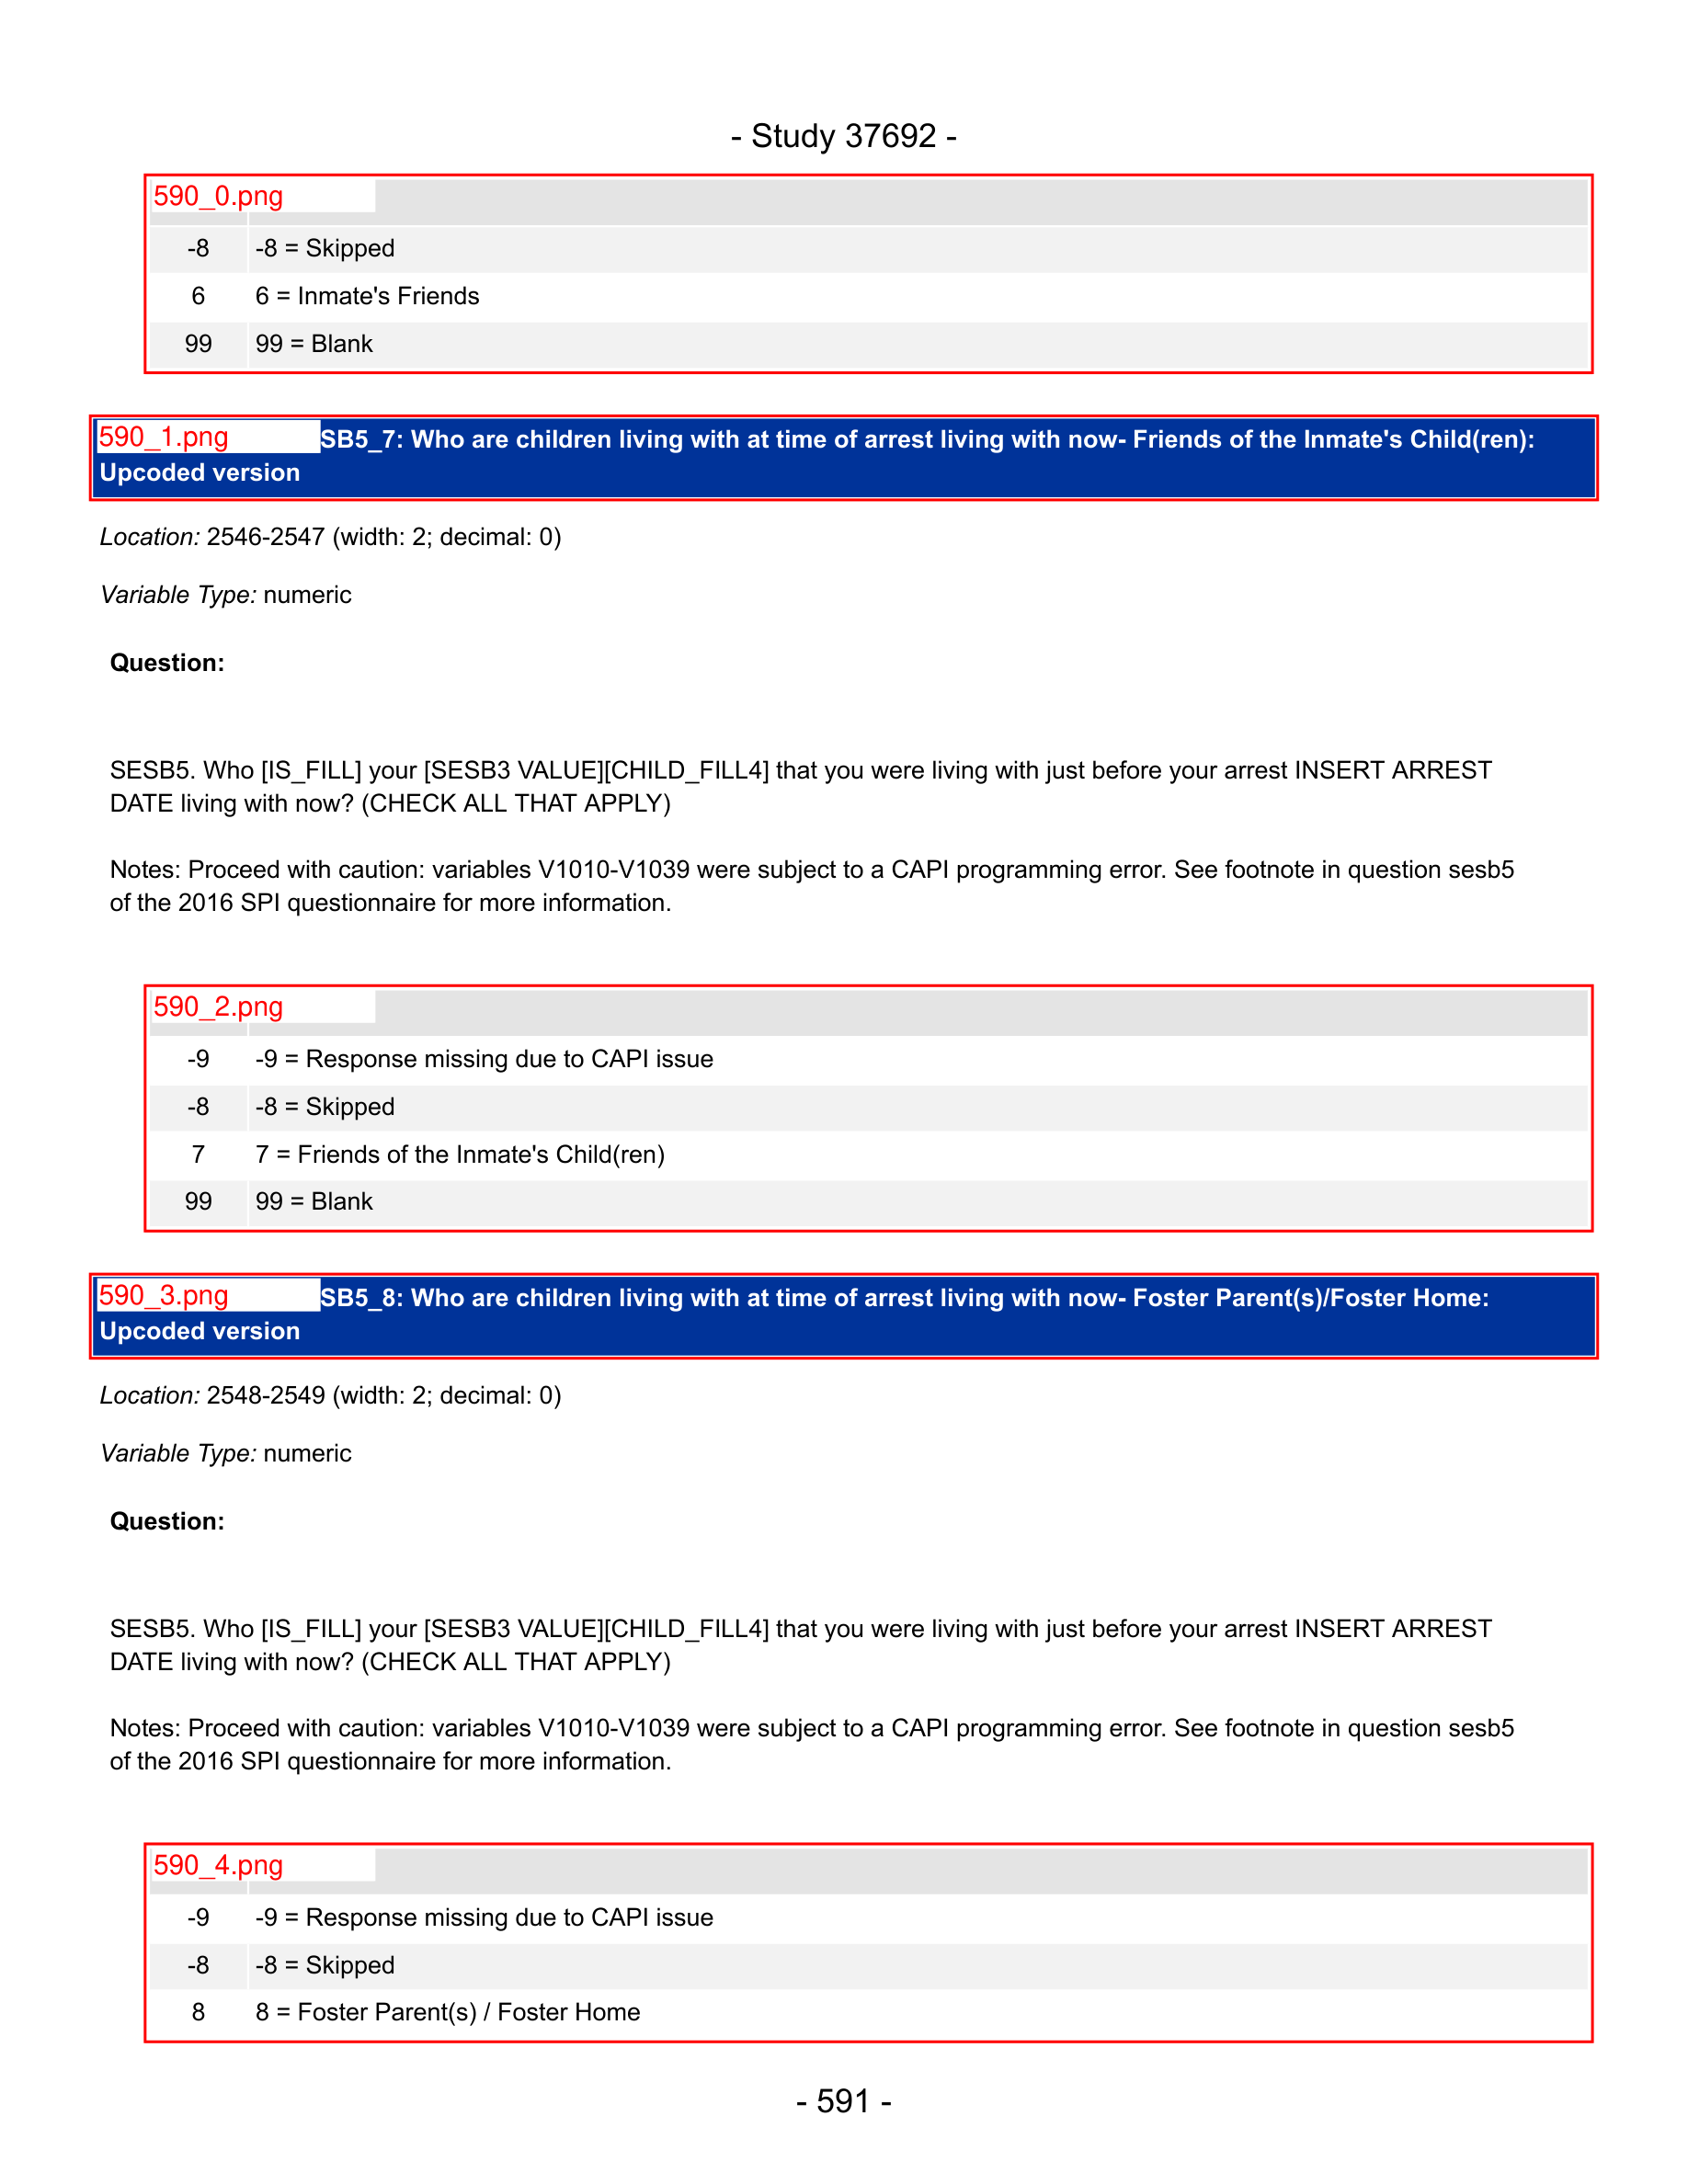 - Study 37692 -
590_0.png
-8 -8 = Skipped
6 6 = Inmate's Friends
99 99 = Blank
590_1.png SB5_7: Who are children living with at time of arrest living with now- Friends of the Inmate's Child(ren):
Upcoded version
Location: 2546-2547 (width: 2; decimal: 0)
Variable Type: numeric
Question:
SESB5. Who [IS_FILL] your [SESB3 VALUE][CHILD_FILL4] that you were living with just before your arrest INSERT ARREST
DATE living with now? (CHECK ALL THAT APPLY)
Notes: Proceed with caution: variables V1010-V1039 were subject to a CAPI programming error. See footnote in question sesb5
of the 2016 SPI questionnaire for more information.
590_2.png
-9 -9 = Response missing due to CAPI issue
-8 -8 = Skipped
7 7 = Friends of the Inmate's Child(ren)
99 99 = Blank
590_3.png SB5_8: Who are children living with at time of arrest living with now- Foster Parent(s)/Foster Home:
Upcoded version
Location: 2548-2549 (width: 2; decimal: 0)
Variable Type: numeric
Question:
SESB5. Who [IS_FILL] your [SESB3 VALUE][CHILD_FILL4] that you were living with just before your arrest INSERT ARREST
DATE living with now? (CHECK ALL THAT APPLY)
Notes: Proceed with caution: variables V1010-V1039 were subject to a CAPI programming error. See footnote in question sesb5
of the 2016 SPI questionnaire for more information.
590_4.png
-9 -9 = Response missing due to CAPI issue
-8 -8 = Skipped
8 8 = Foster Parent(s) / Foster Home
- 591 -